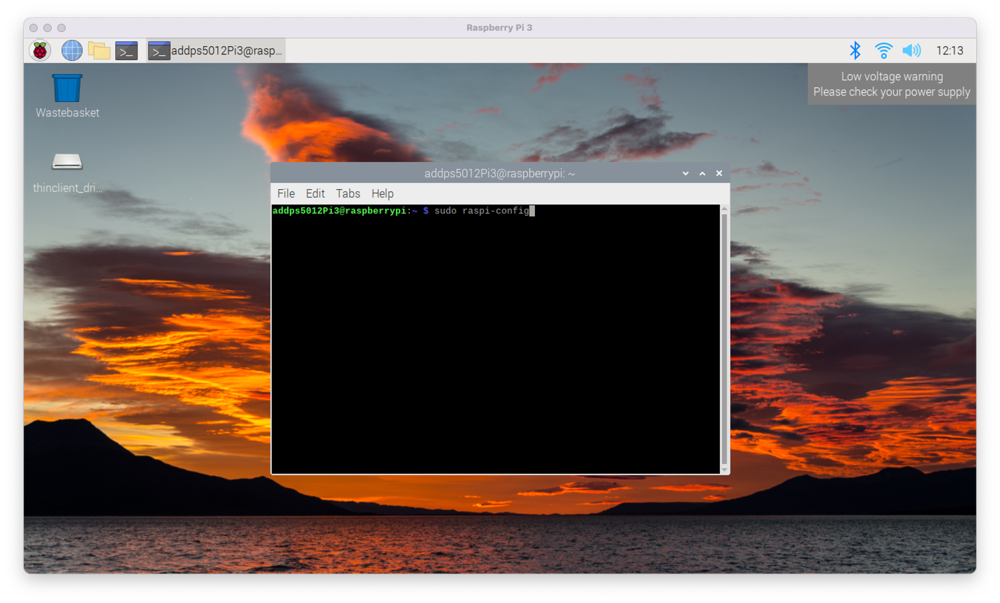 Raspberry Pi 3
>_
>_ addps5012Pi3@rasp...
12:13
Low voltage warning
Please check your power supply
Wastebasket
thinclient_dri...
addps5012Pi3@raspberrypi: ~
File Edit Tabs Help
addps5012Pi3@raspberrypi:~ $ sudo raspi-config